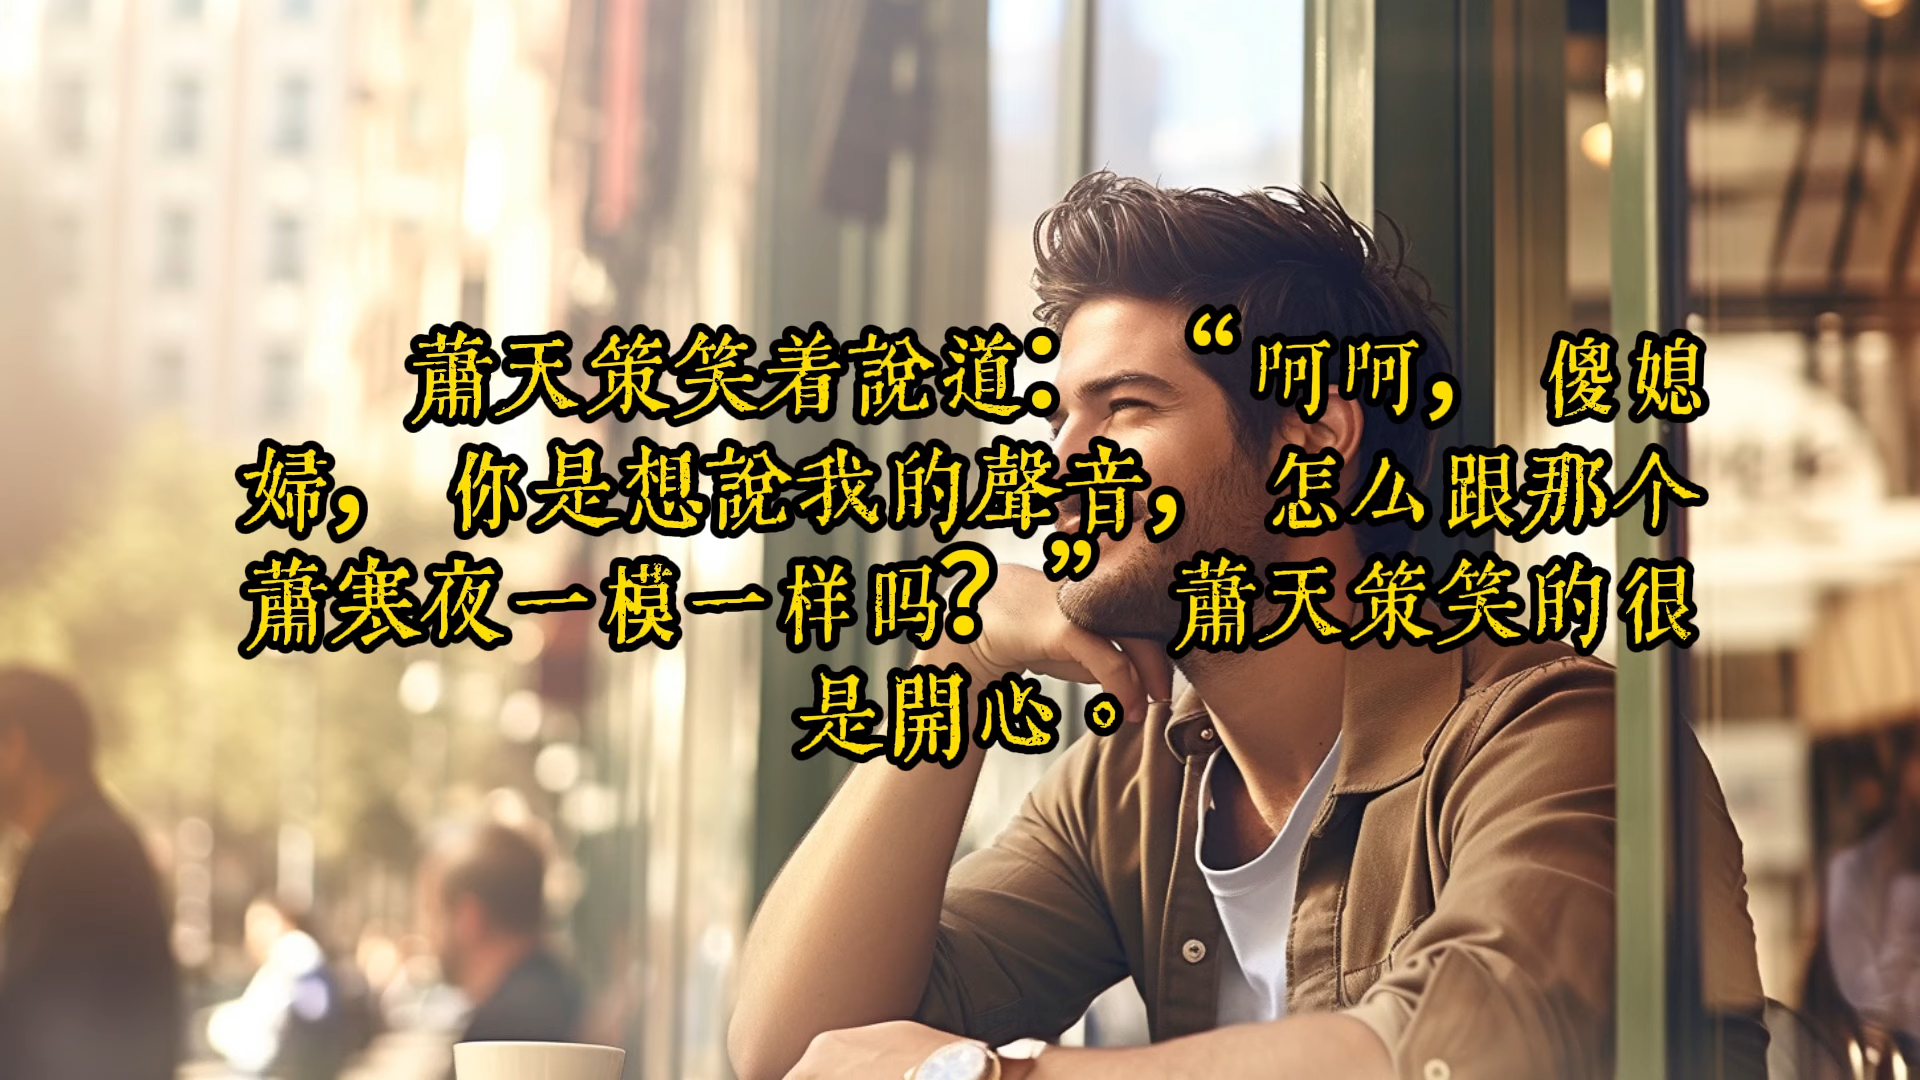 蕭天策笑着說道：“呵呵，傻媳
婦，你是想說我的聲音，怎么跟那个
蕭寒夜一模一样吗？”蕭天策笑的很
是開心。